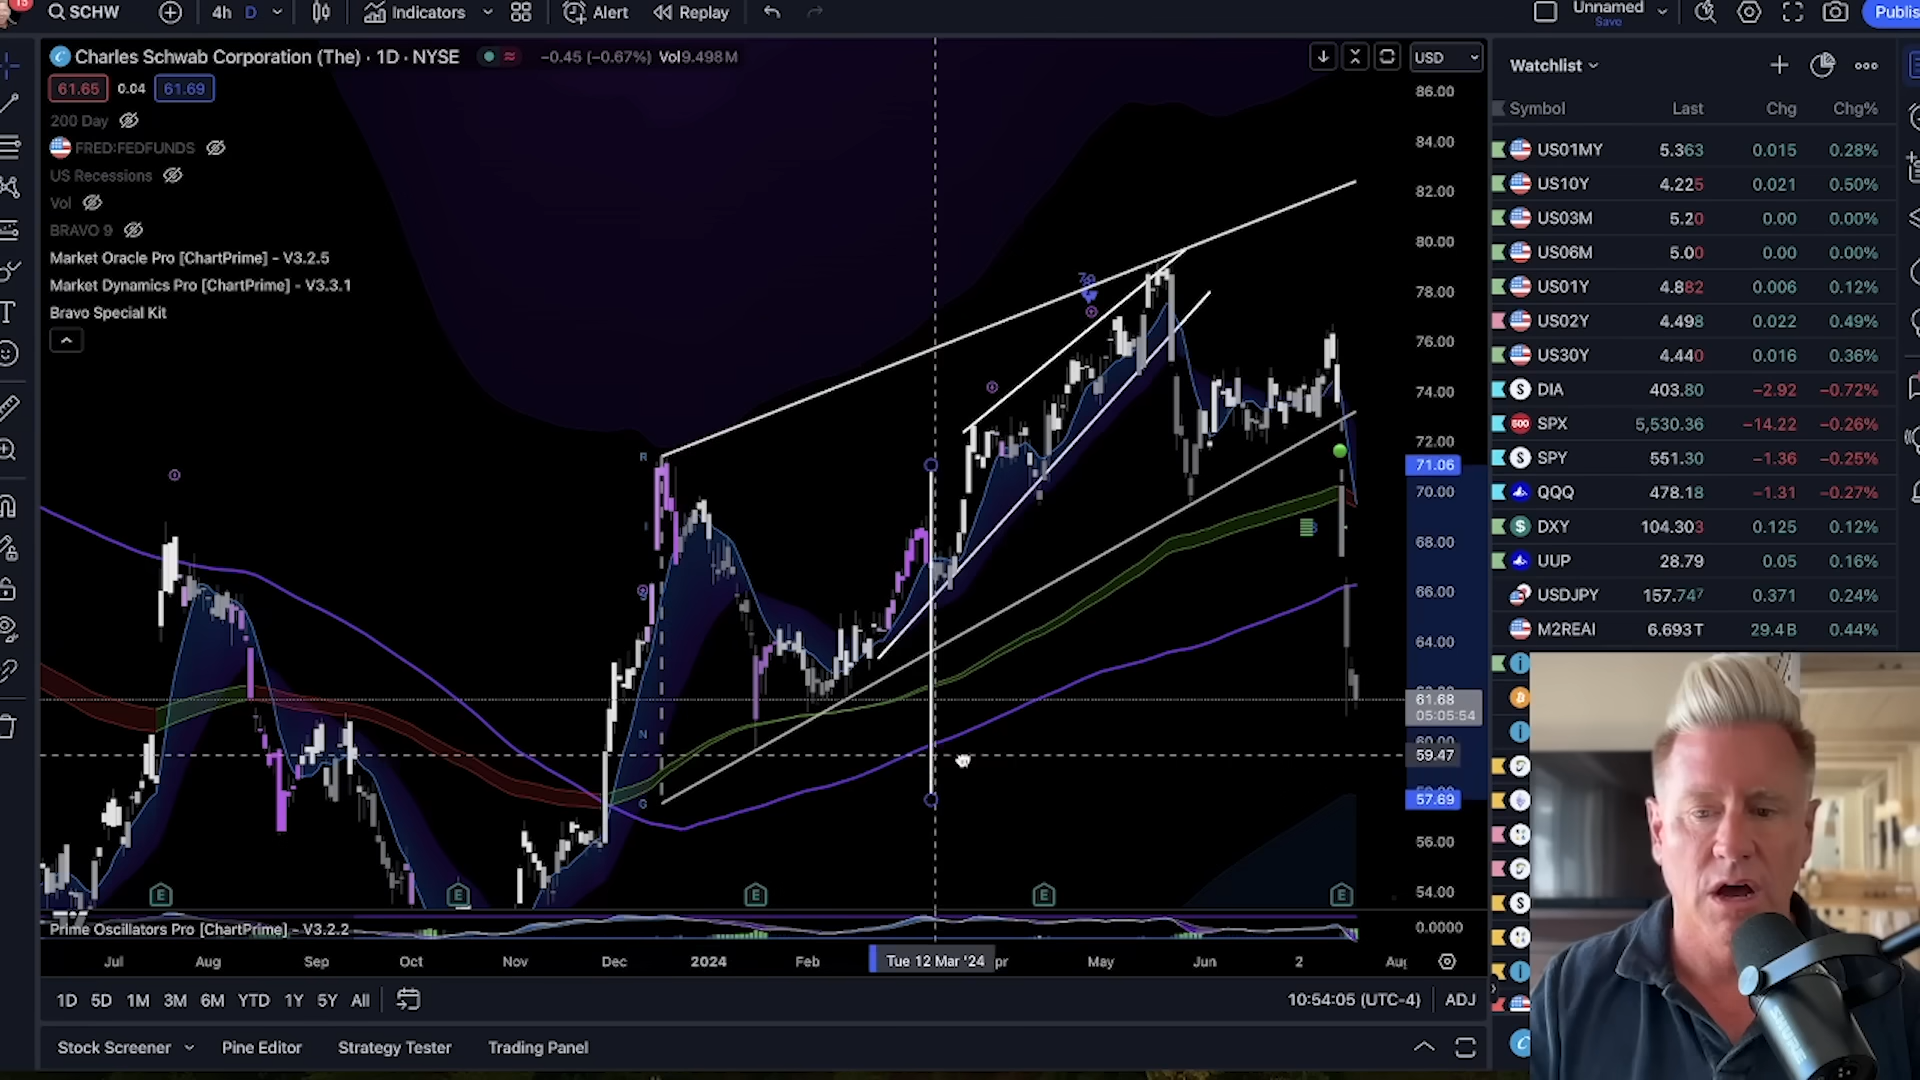 15
SCHW
4h
D
Indicators
Alert
Replay
Unnamed
Save
Publis
Charles Schwab Corporation (The) · 1D · NYSE
−0.45 (−0.67%) Vol 9.498 M
USD
61.65
0.04
61.69
200 Day
FRED:FEDFUNDS
US Recessions
Vol
BRAVO 9
Market Oracle Pro [ChartPrime] – V3.2.5
Market Dynamics Pro [ChartPrime] – V3.3.1
Bravo Special Kit
R
N
G
E
E
E
E
E
86.00
84.00
82.00
80.00
78.00
76.00
74.00
72.00
71.06
70.00
68.00
66.00
64.00
61.68
05:05:54
59.47
57.69
56.00
54.00
Prime Oscillators Pro [ChartPrime] – V3.2.2
0.0000
Jul
Aug
Sep
Oct
Nov
Dec
2024
Feb
Tue 12 Mar '24
pr
May
Jun
2
Aug
1D 5D 1M 3M 6M YTD 1Y 5Y All
10:54:05 (UTC-4)
ADJ
Stock Screener
Pine Editor
Strategy Tester
Trading Panel
Watchlist
Symbol Last Chg Chg%
US01MY 5.363 0.015 0.28%
US10Y 4.225 0.021 0.50%
US03M 5.20 0.00 0.00%
US06M 5.00 0.00 0.00%
US01Y 4.882 0.006 0.12%
US02Y 4.498 0.022 0.49%
US30Y 4.440 0.016 0.36%
DIA 403.80 −2.92 −0.72%
SPX 5,530.36 −14.22 −0.26%
SPY 551.30 −1.36 −0.25%
QQQ 478.18 −1.31 −0.27%
DXY 104.303 0.125 0.12%
UUP 28.79 0.05 0.16%
USDJPY 157.747 0.371 0.24%
M2REAl 6.693 T 29.4 B 0.44%
SHURE